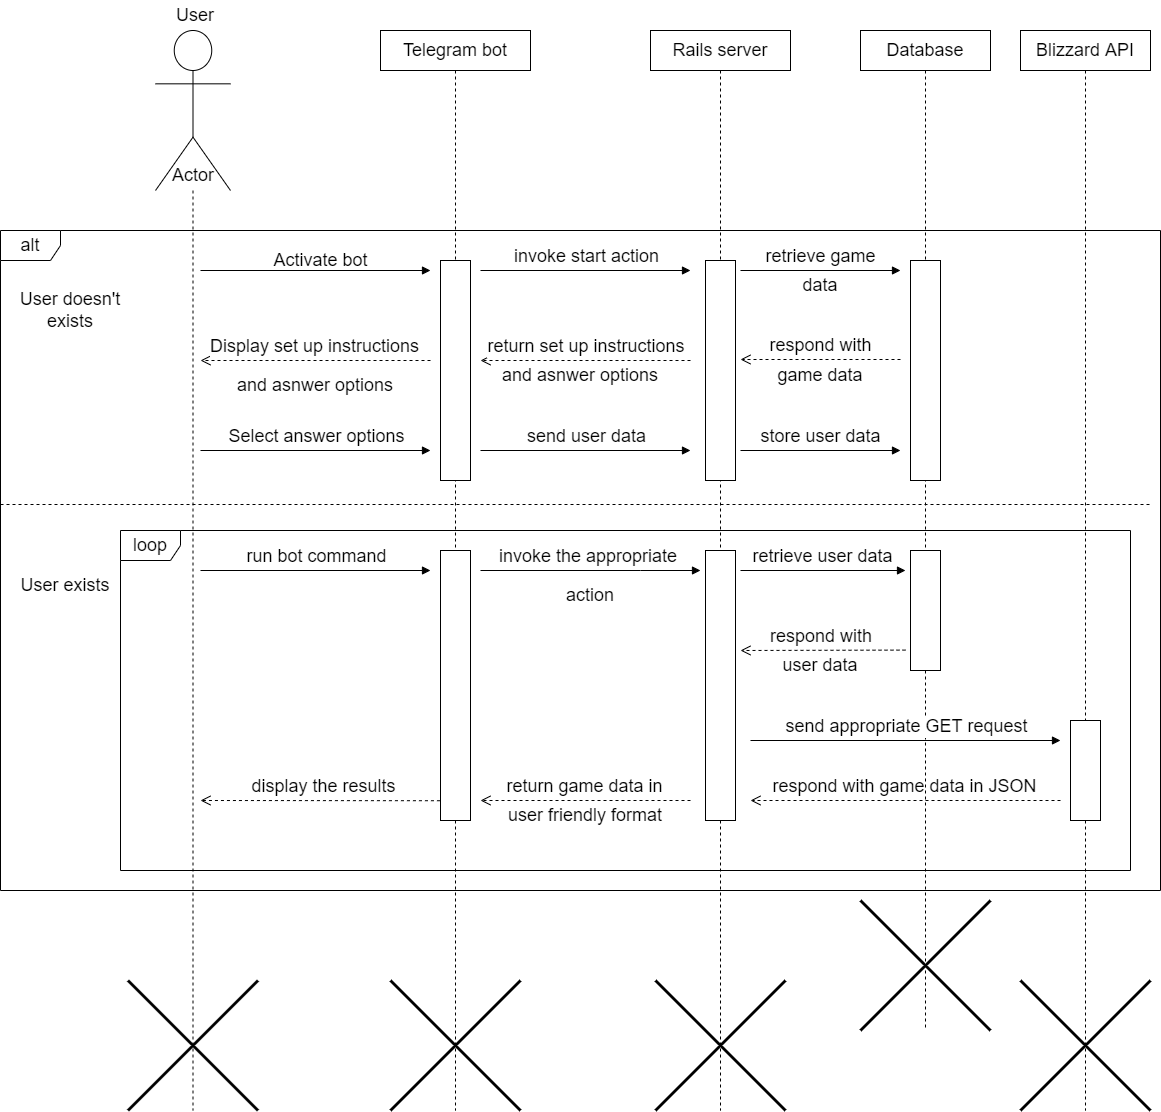 User
Telegram bot
Rails server
Database
Blizzard API
Actor
alt
User doesn't
exists
Activate bot
invoke start action
retrieve game
data
Display set up instructions
and asnwer options
return set up instructions
and asnwer options
respond with
game data
Select answer options
send user data
store user data
loop
User exists
run bot command
invoke the appropriate
action
retrieve user data
respond with
user data
send appropriate GET request
display the results
return game data in
user friendly format
respond with game data in JSON